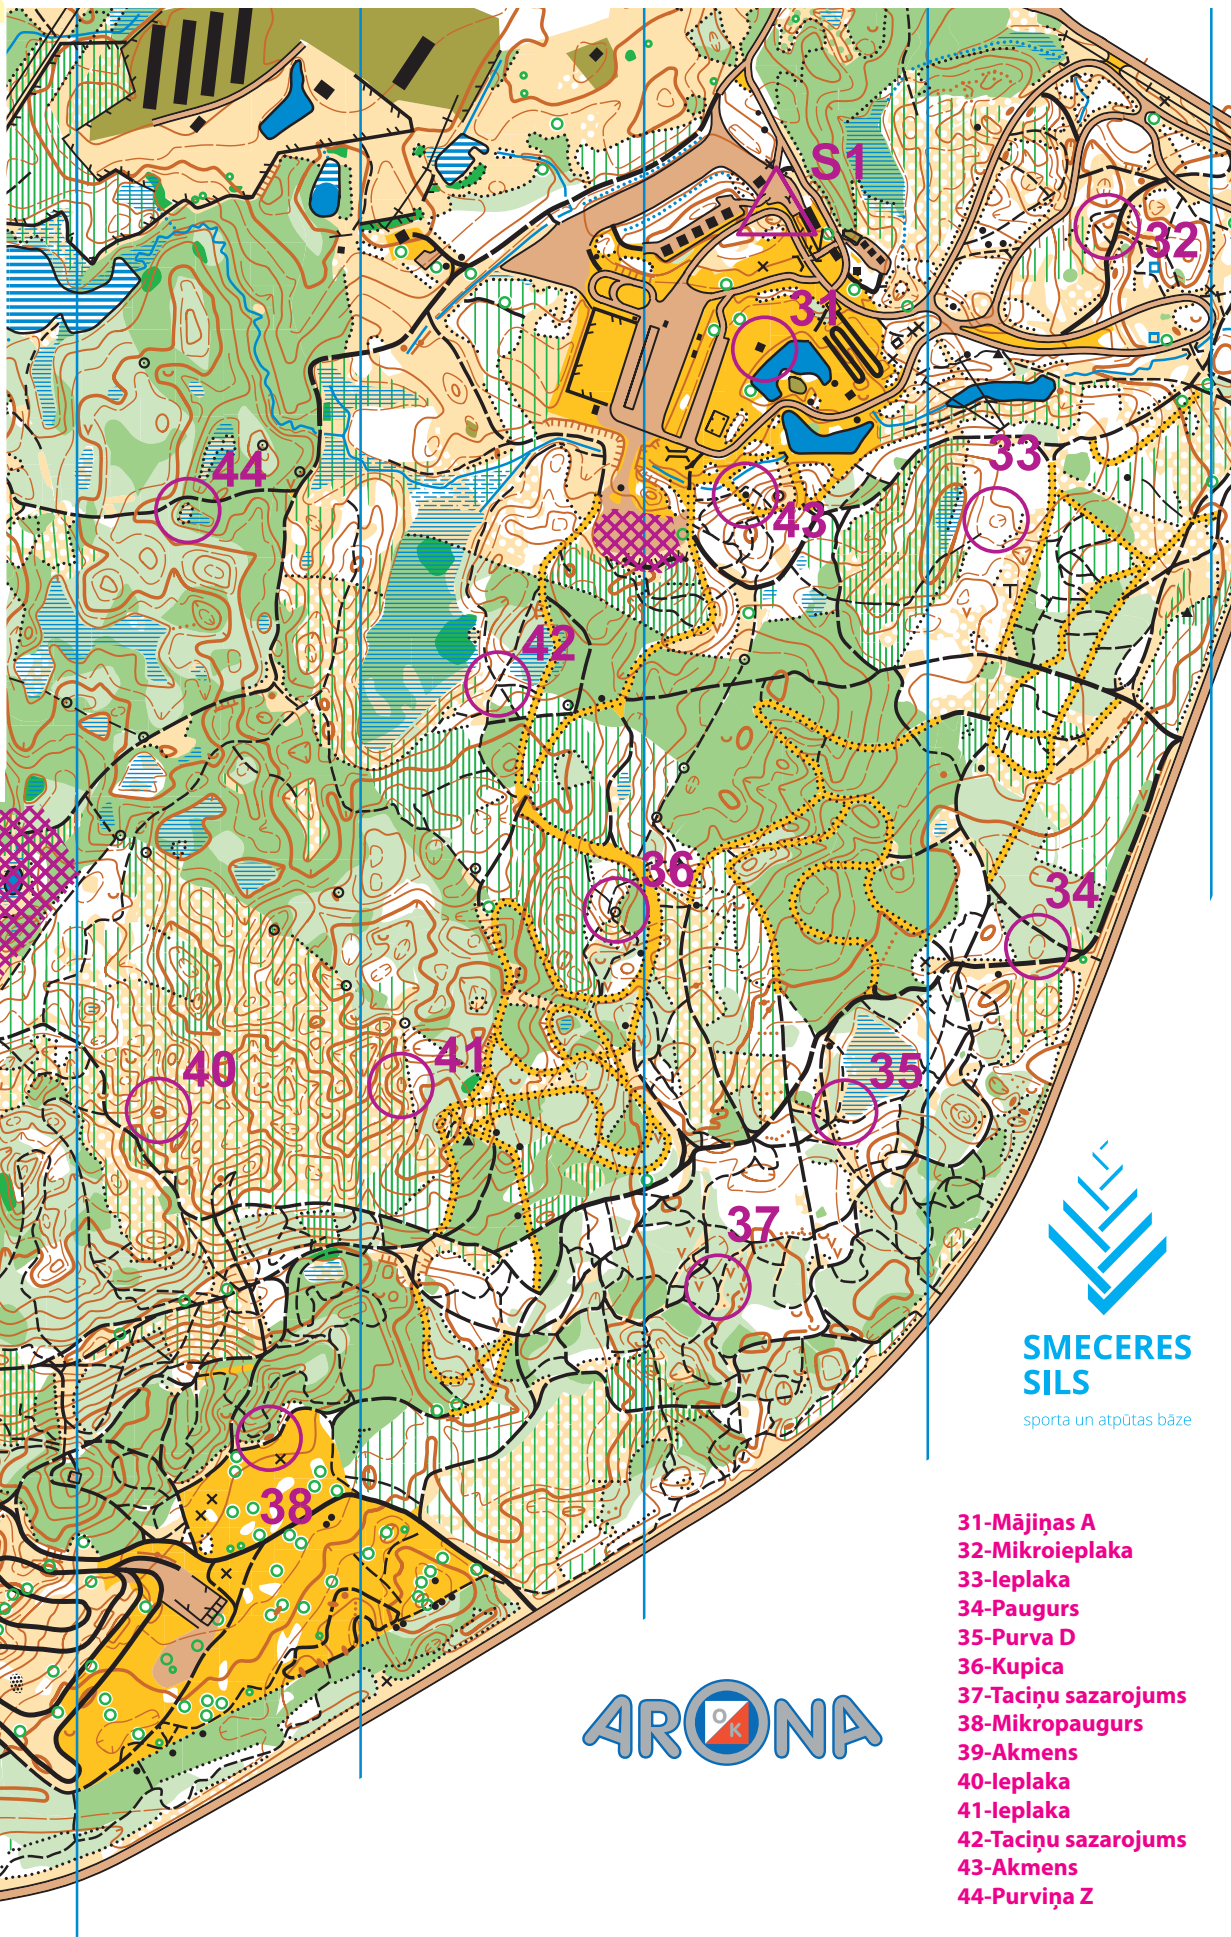 S1
32
31
33
44
43
42
36
34
35
41
40
37
38
SMECERES
SILS
sporta un atpūtas bāze
31-Mājiņas A
32-Mikroieplaka
33-Ieplaka
34-Paugurs
35-Purva D
36-Kupica
37-Taciņu sazarojums
38-Mikropaugurs
39-Akmens
40-Ieplaka
41-Ieplaka
42-Taciņu sazarojums
43-Akmens
44-Purviņa Z
ARONA
OK